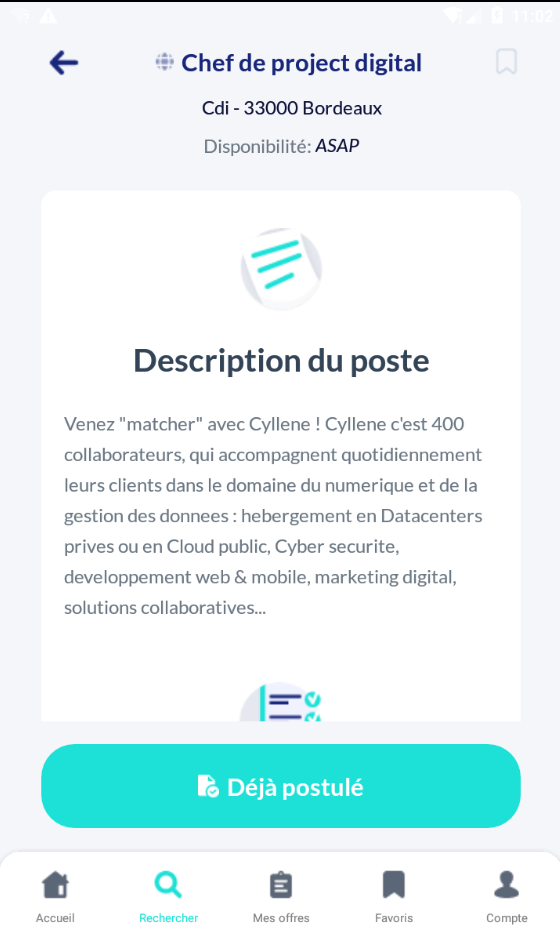 11:02
Chef de project digital
Cdi - 33000 Bordeaux
Disponibilité: ASAP
Description du poste
Venez "matcher" avec Cyllene ! Cyllene c'est 400
collaborateurs, qui accompagnent quotidiennement
leurs clients dans le domaine du numerique et de la
gestion des donnees : hebergement en Datacenters
prives ou en Cloud public, Cyber securite,
developpement web & mobile, marketing digital,
solutions collaboratives...
Déjà postulé
Accueil
Rechercher
Mes offres
Favoris
Compte